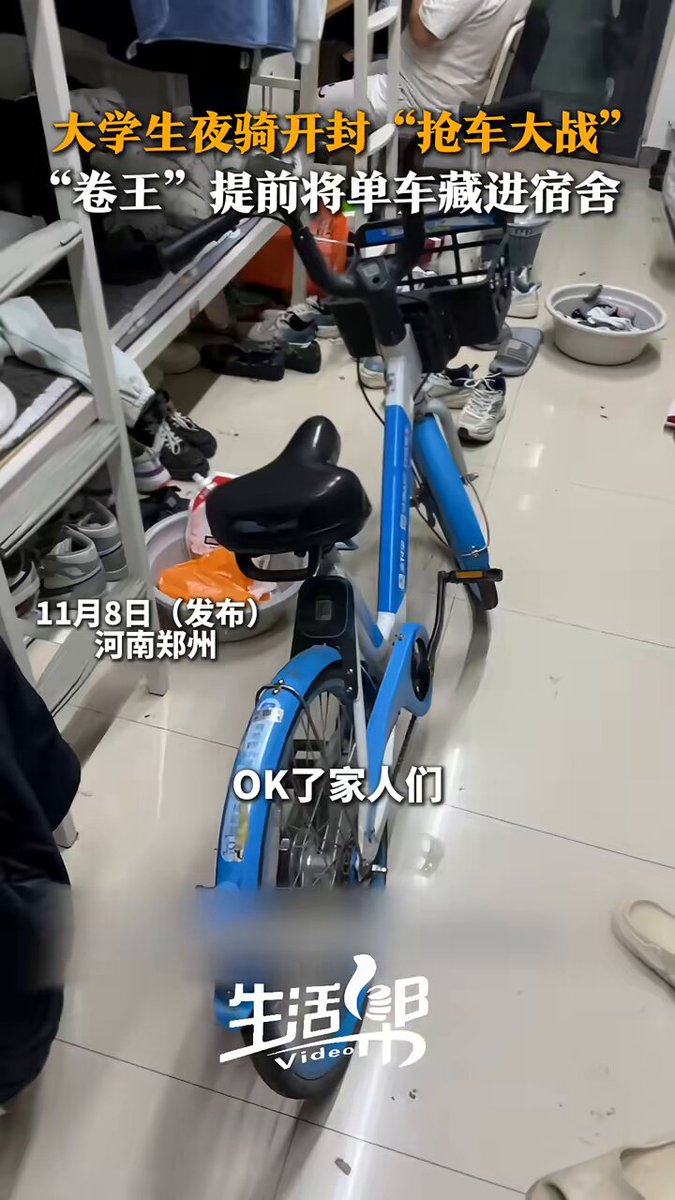 大学生夜骑开封“抢车大战”
“卷王”提前将单车藏进宿舍
11月8日（发布）
河南郑州
OK了家人们
生活帮
Video